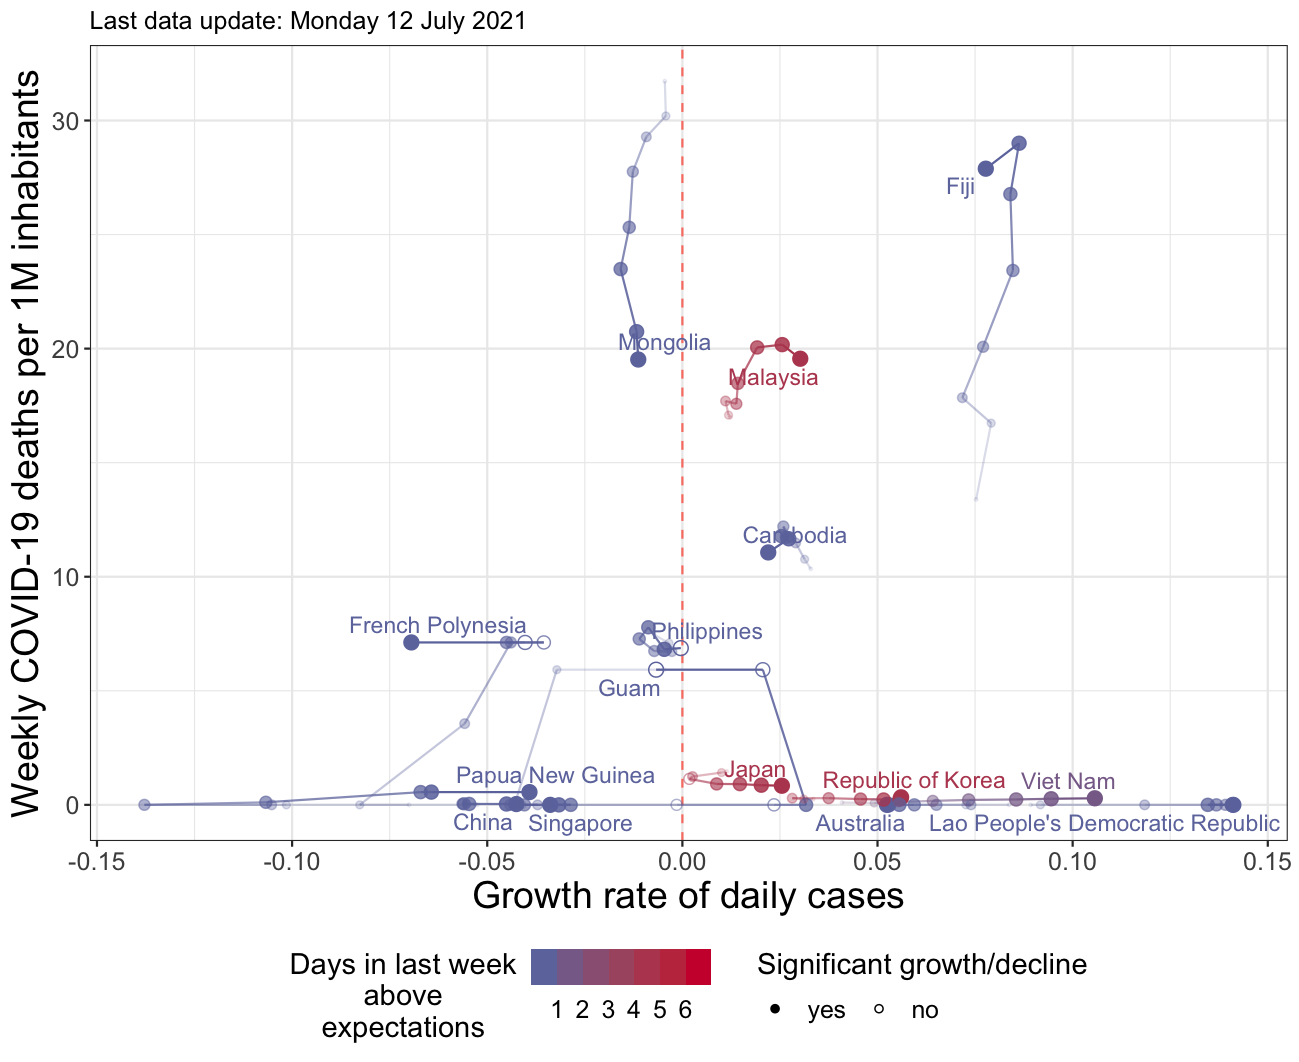 Last data update: Monday 12 July 2021
Weekly COVID-19 deaths per 1M inhabitants
30
20
10
0
Fiji
Mongolia
Malaysia
Cambodia
French Polynesia
Philippines
Guam
Papua New Guinea
Japan
Republic of Korea
Viet Nam
China
Singapore
Australia
Lao People's Democratic Republic
-0.15
-0.10
-0.05
0.00
0.05
0.10
0.15
Growth rate of daily cases
Days in last week
above
expectations
1 2 3 4 5 6
Significant growth/decline
yes
no